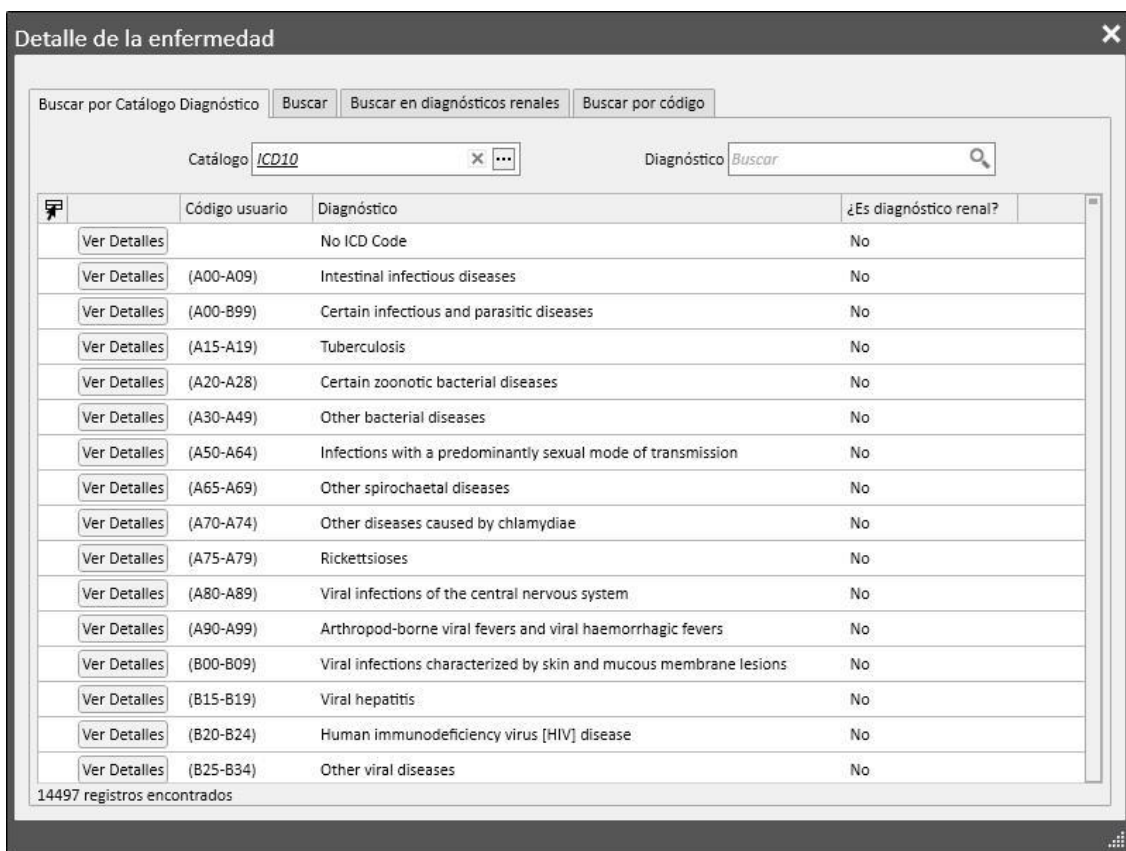 Detalle de la enfermedad
Buscar por Catálogo Diagnóstico Buscar Buscar en diagnósticos renales Buscar por código
Catálogo ICD10 Diagnóstico Buscar
Código usuario Diagnóstico ¿Es diagnóstico renal?
Ver Detalles No ICD Code No
Ver Detalles (A00-A09) Intestinal infectious diseases No
Ver Detalles (A00-B99) Certain infectious and parasitic diseases No
Ver Detalles (A15-A19) Tuberculosis No
Ver Detalles (A20-A28) Certain zoonotic bacterial diseases No
Ver Detalles (A30-A49) Other bacterial diseases No
Ver Detalles (A50-A64) Infections with a predominantly sexual mode of transmission No
Ver Detalles (A65-A69) Other spirochaetal diseases No
Ver Detalles (A70-A74) Other diseases caused by chlamydiae No
Ver Detalles (A75-A79) Rickettsioses No
Ver Detalles (A80-A89) Viral infections of the central nervous system No
Ver Detalles (A90-A99) Arthropod-borne viral fevers and viral haemorrhagic fevers No
Ver Detalles (B00-B09) Viral infections characterized by skin and mucous membrane lesions No
Ver Detalles (B15-B19) Viral hepatitis No
Ver Detalles (B20-B24) Human immunodeficiency virus [HIV] disease No
Ver Detalles (B25-B34) Other viral diseases No
14497 registros encontrados